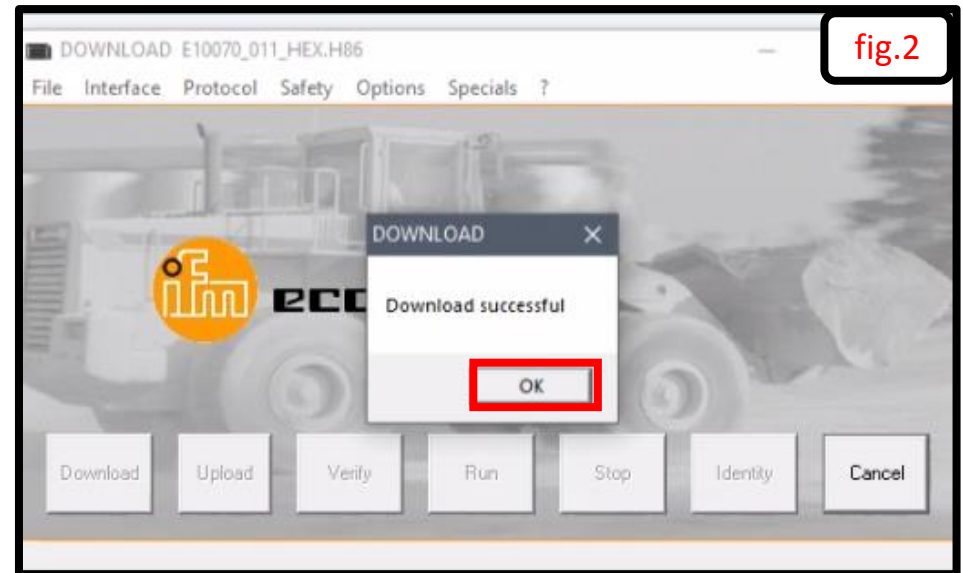 fig.2
DOWNLOAD E10070_011_HEX.H86
File Interface Protocol Safety Options Specials ?
DOWNLOAD
ifm
Download successful
OK
Download Upload Verify Run Stop Identity Cancel